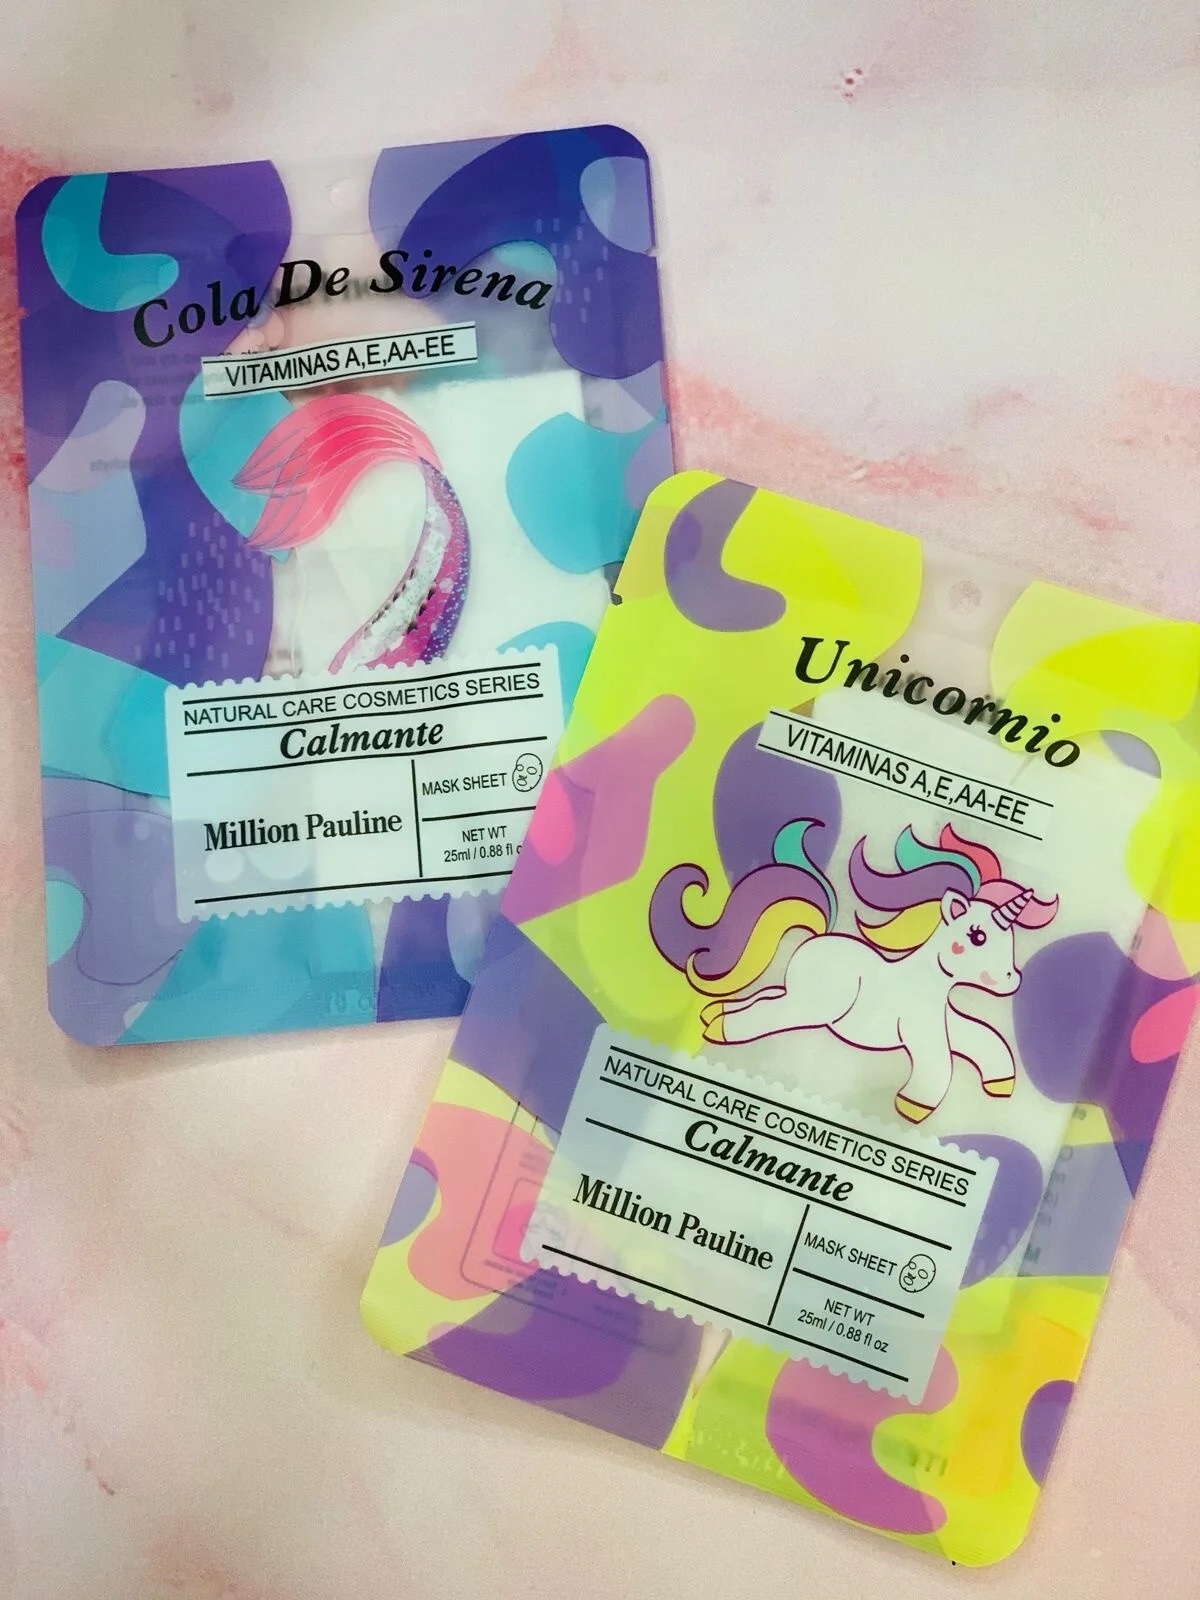 Cola De Sirena
VITAMINAS A,E,AA-EE
NATURAL CARE COSMETICS SERIES
Calmante
Million Pauline
MASK SHEET
NET WT
25ml / 0.88 fl
Unicornio
VITAMINAS A,E,AA-EE
NATURAL CARE COSMETICS SERIES
Calmante
Million Pauline
MASK SHEET
NET WT
25ml / 0.88 fl oz